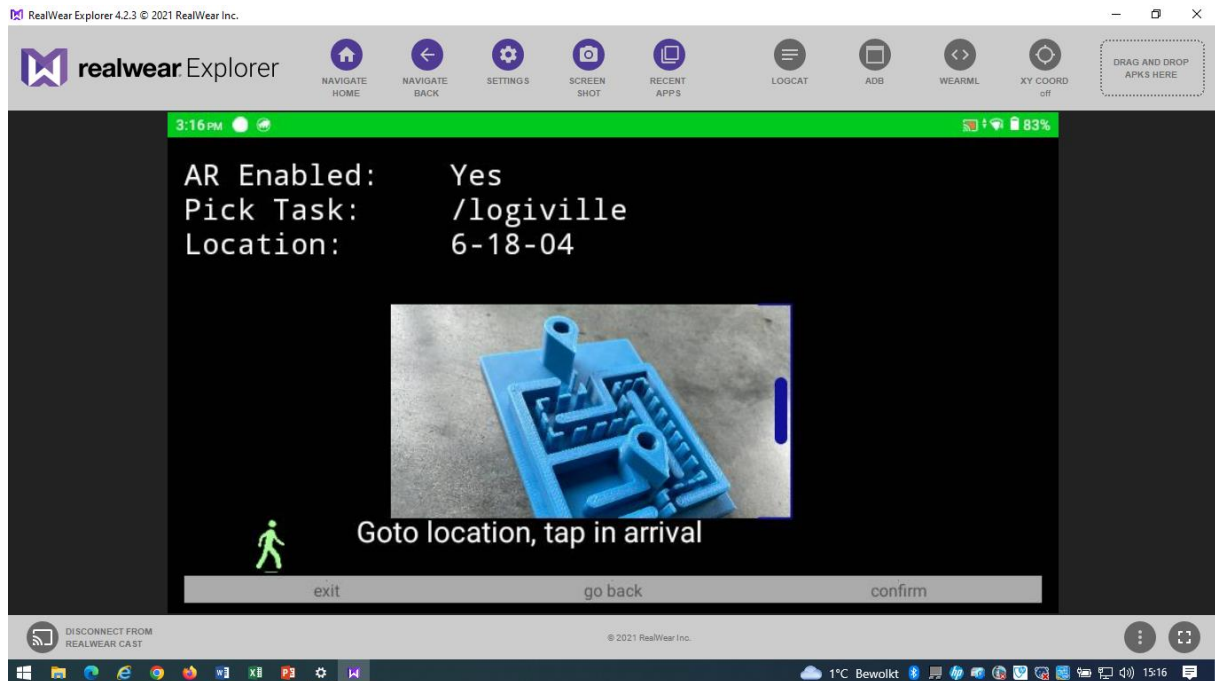 RealWear Explorer 4.2.3 © 2021 RealWear Inc.
realwear Explorer
NAVIGATE HOME
NAVIGATE BACK
SETTINGS
SCREEN SHOT
RECENT APPS
LOGCAT
ADB
WEARML
XY COORD off
DRAG AND DROP APKS HERE
3:16 PM
83%
AR Enabled: Yes
Pick Task: /logiville
Location: 6-18-04
Goto location, tap in arrival
exit
go back
confirm
DISCONNECT FROM REALWEAR CAST
© 2021 RealWear Inc.
1°C Bewolkt
15:16